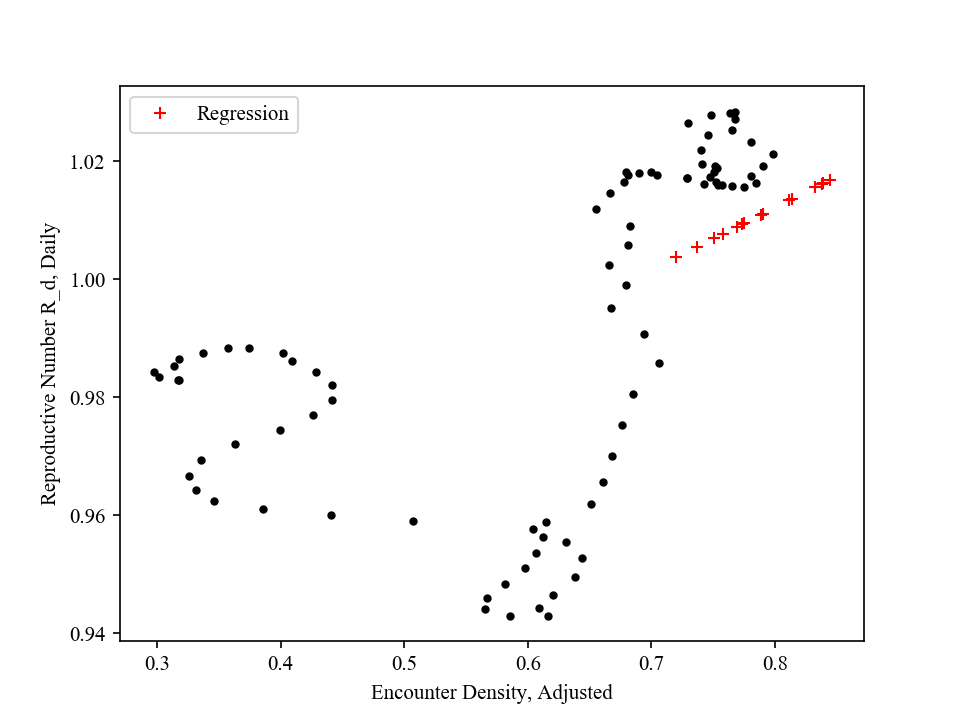 Regression
1.02
1.00
0.98
0.96
0.94
Reproductive Number R_d, Daily
0.3 0.4 0.5 0.6 0.7 0.8
Encounter Density, Adjusted